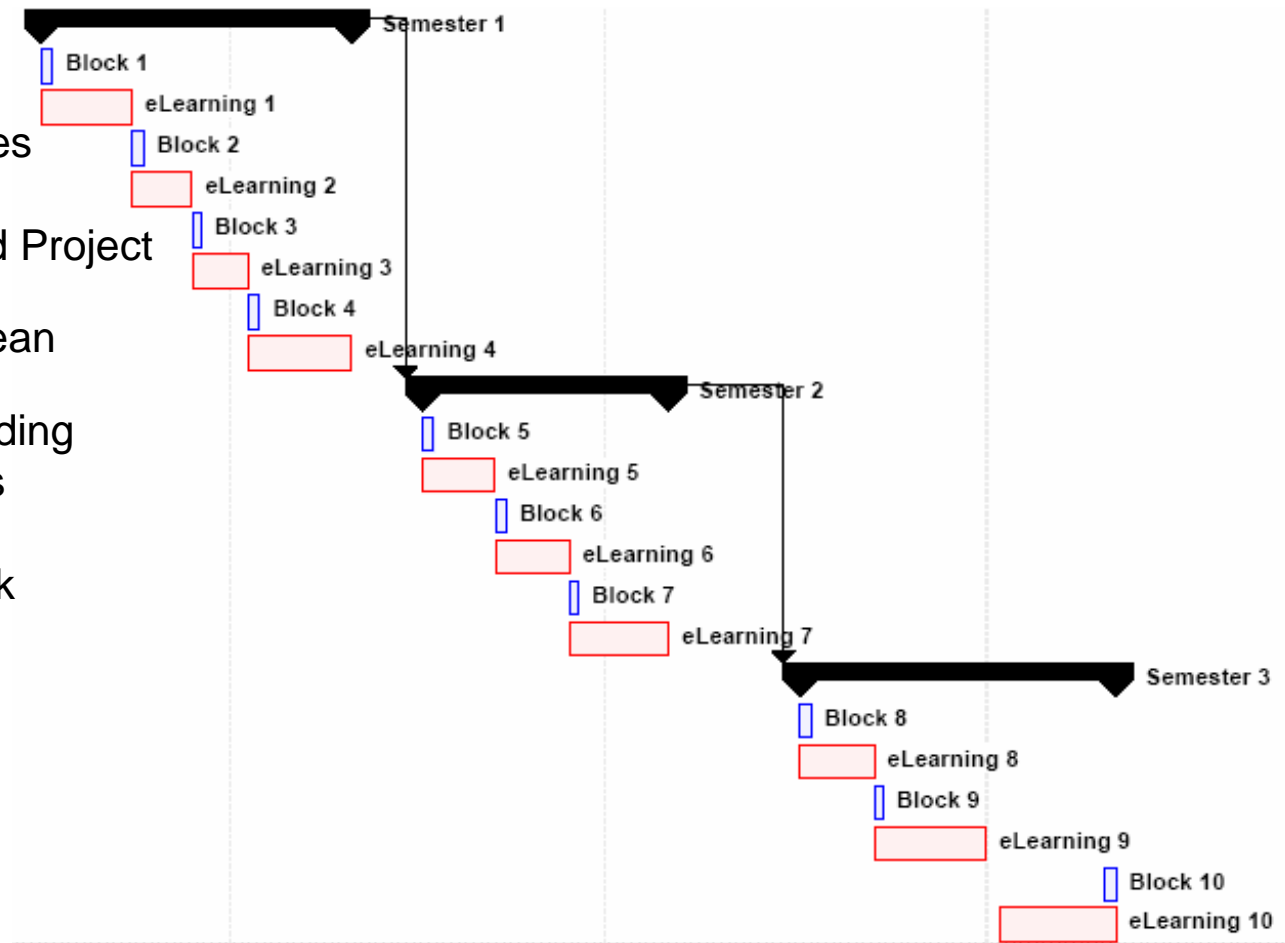 es
d Project
ean
ding
s
k
Semester 1
Block 1
eLearning 1
Block 2
eLearning 2
Block 3
eLearning 3
Block 4
eLearning 4
Semester 2
Block 5
eLearning 5
Block 6
eLearning 6
Block 7
eLearning 7
Semester 3
Block 8
eLearning 8
Block 9
eLearning 9
Block 10
eLearning 10